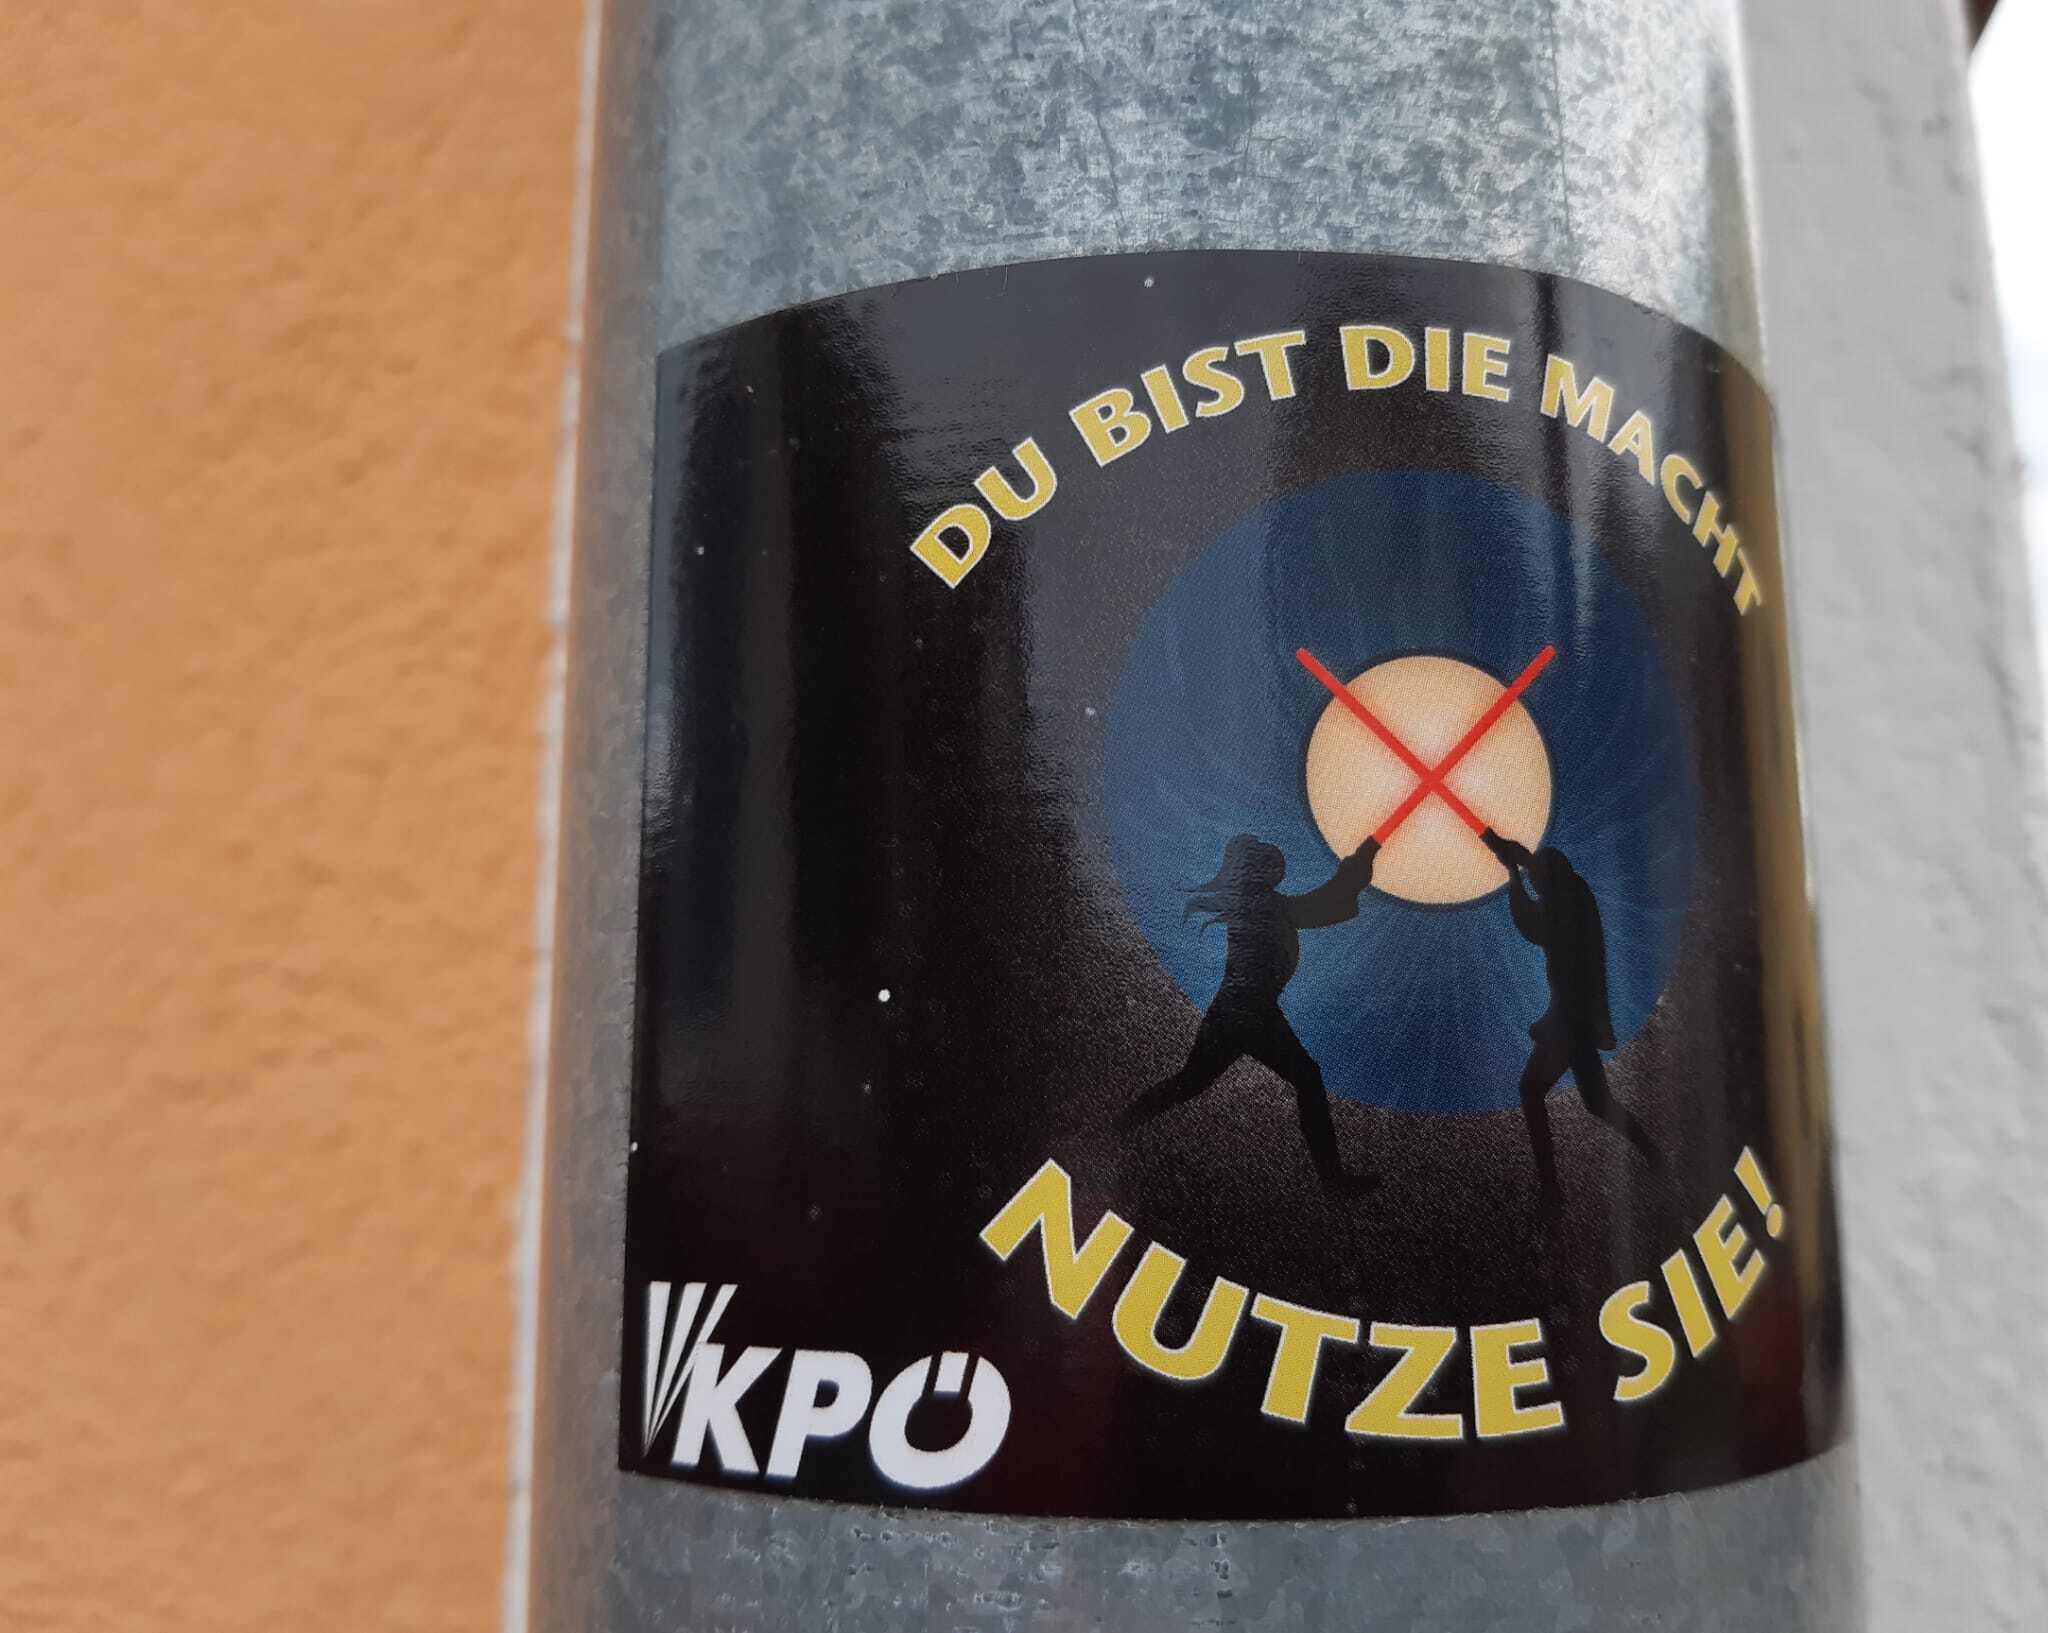 DU BIST DIE MACHT
NUTZE SIE!
KPÖ